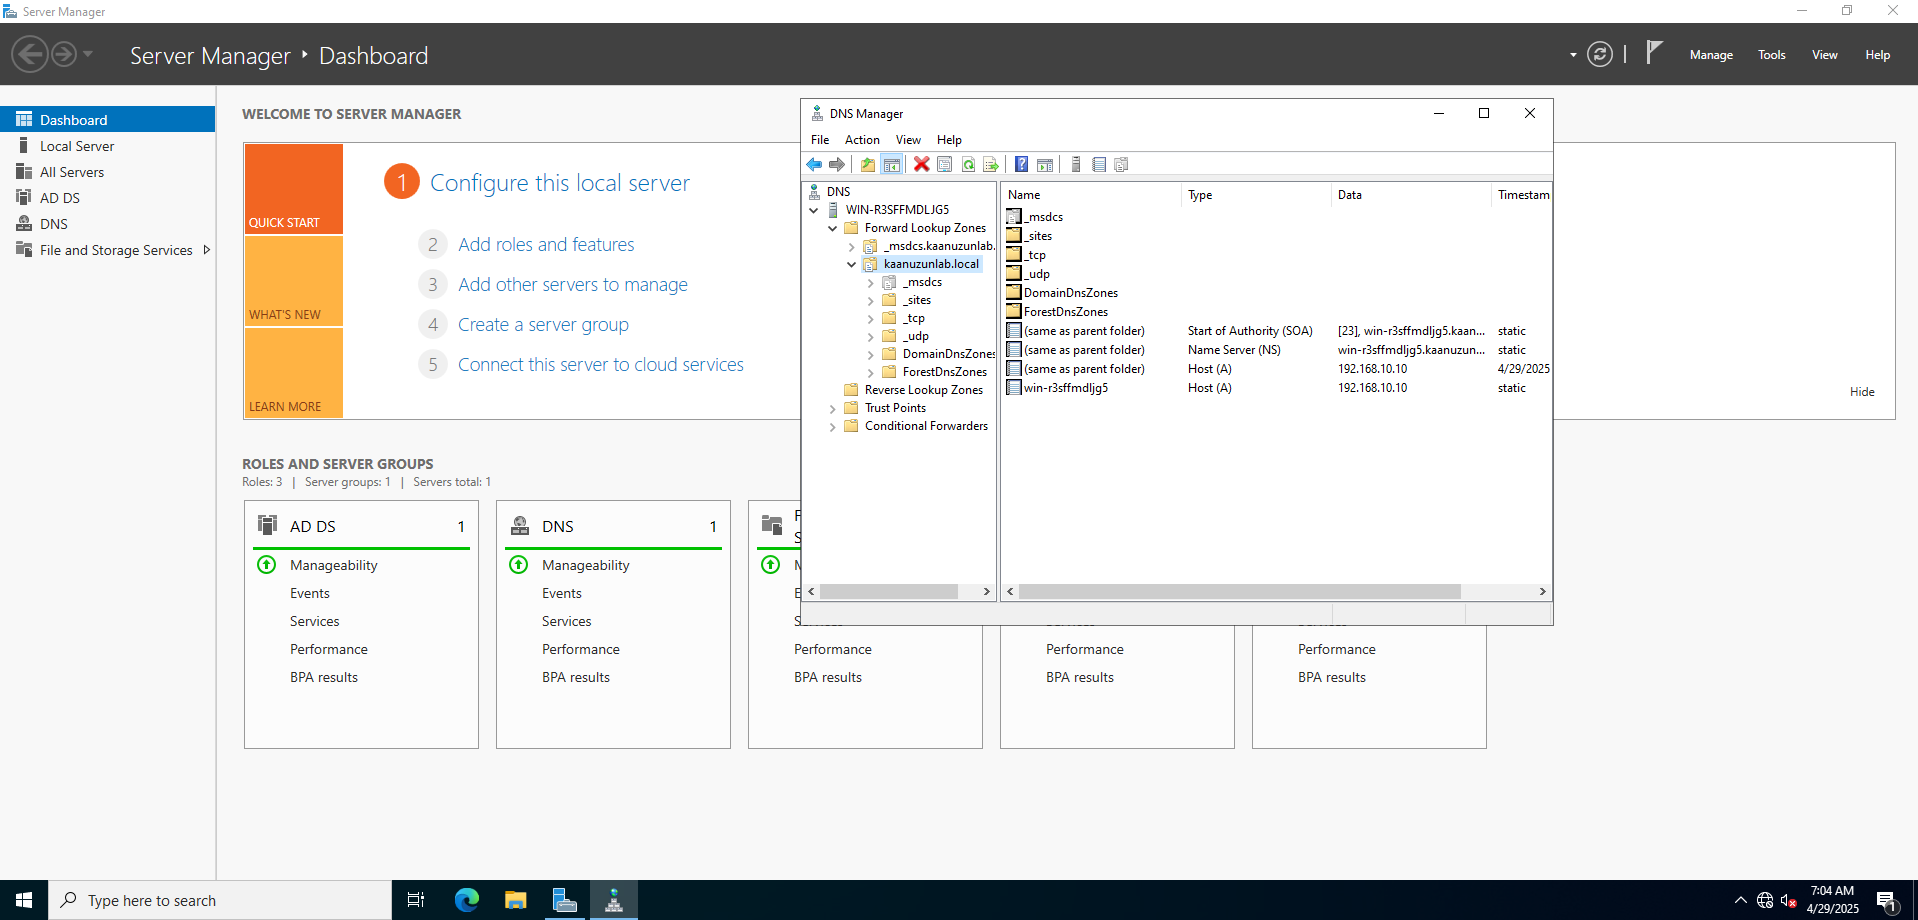 Server Manager
Server Manager ‣ Dashboard
Manage Tools View Help
Dashboard
Local Server
All Servers
AD DS
DNS
File and Storage Services
WELCOME TO SERVER MANAGER
QUICK START
WHAT'S NEW
LEARN MORE
1 Configure this local server
2 Add roles and features
3 Add other servers to manage
4 Create a server group
5 Connect this server to cloud services
Hide
DNS Manager
File Action View Help
DNS
WIN-R3SFFMDLJG5
Forward Lookup Zones
_msdcs.kaanuzunlab.
kaanuzunlab.local
_msdcs
_sites
_tcp
_udp
DomainDnsZones
ForestDnsZones
Reverse Lookup Zones
Trust Points
Conditional Forwarders
Name Type Data Timestam
_msdcs
_sites
_tcp
_udp
DomainDnsZones
ForestDnsZones
(same as parent folder) Start of Authority (SOA) [23], win-r3sffmdljg5.kaan... static
(same as parent folder) Name Server (NS) win-r3sffmdljg5.kaanuzun... static
(same as parent folder) Host (A) 192.168.10.10 4/29/2025
win-r3sffmdljg5 Host (A) 192.168.10.10 static
ROLES AND SERVER GROUPS
Roles: 3 | Server groups: 1 | Servers total: 1
AD DS 1
Manageability
Events
Services
Performance
BPA results
DNS 1
Manageability
Events
Services
Performance
BPA results
Performance
BPA results
Performance
BPA results
Performance
BPA results
Type here to search
7:04 AM
4/29/2025
1